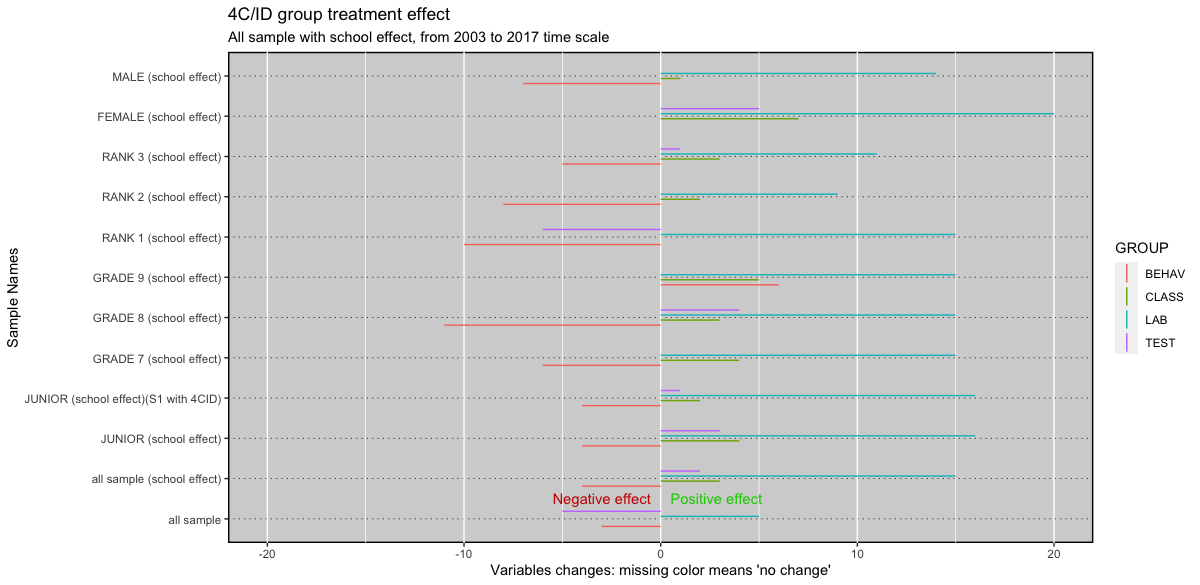 4C/ID group treatment effect
All sample with school effect, from 2003 to 2017 time scale
Sample Names
MALE (school effect)
FEMALE (school effect)
RANK 3 (school effect)
RANK 2 (school effect)
RANK 1 (school effect)
GRADE 9 (school effect)
GRADE 8 (school effect)
GRADE 7 (school effect)
JUNIOR (school effect)(S1 with 4CID)
JUNIOR (school effect)
all sample (school effect)
all sample
Negative effect
Positive effect
-20 -10 0 10 20
Variables changes: missing color means 'no change'
GROUP
BEHAV
CLASS
LAB
TEST